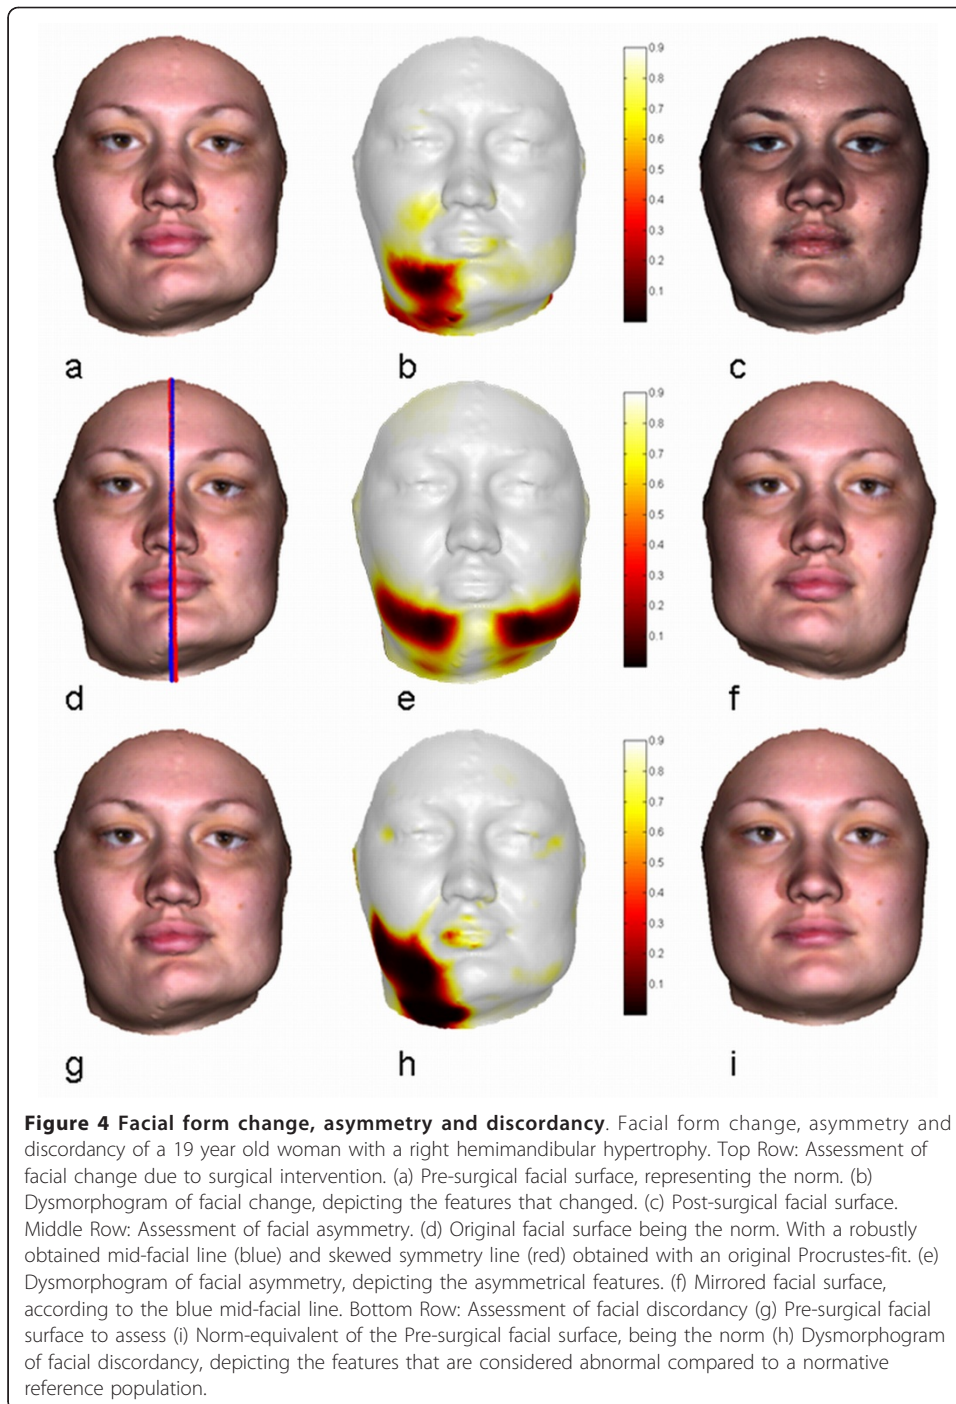 0.9
0.8
0.7
0.6
0.5
0.4
0.3
0.2
0.1
a
b
c
0.9
0.8
0.7
0.6
0.5
0.4
0.3
0.2
0.1
d
e
f
0.9
0.8
0.7
0.6
0.5
0.4
0.3
0.2
0.1
g
h
i
Figure 4 Facial form change, asymmetry and discordancy. Facial form change, asymmetry and
discordancy of a 19 year old woman with a right hemimandibular hypertrophy. Top Row: Assessment of
facial change due to surgical intervention. (a) Pre-surgical facial surface, representing the norm. (b)
Dysmorphogram of facial change, depicting the features that changed. (c) Post-surgical facial surface.
Middle Row: Assessment of facial asymmetry. (d) Original facial surface being the norm. With a robustly
obtained mid-facial line (blue) and skewed symmetry line (red) obtained with an original Procrustes-fit. (e)
Dysmorphogram of facial asymmetry, depicting the asymmetrical features. (f) Mirrored facial surface,
according to the blue mid-facial line. Bottom Row: Assessment of facial discordancy (g) Pre-surgical facial
surface to assess (i) Norm-equivalent of the Pre-surgical facial surface, being the norm (h) Dysmorphogram
of facial discordancy, depicting the features that are considered abnormal compared to a normative
reference population.